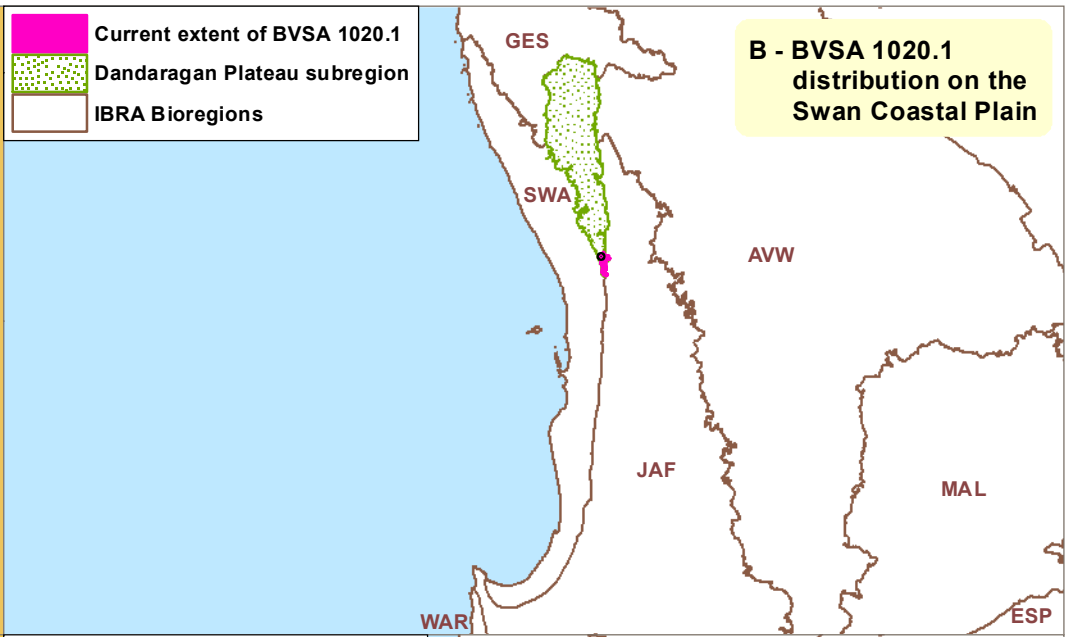 Current extent of BVSA 1020.1
Dandaragan Plateau subregion
IBRA Bioregions
B - BVSA 1020.1
distribution on the
Swan Coastal Plain
GES
SWA
AVW
JAF
MAL
WAR
ESP